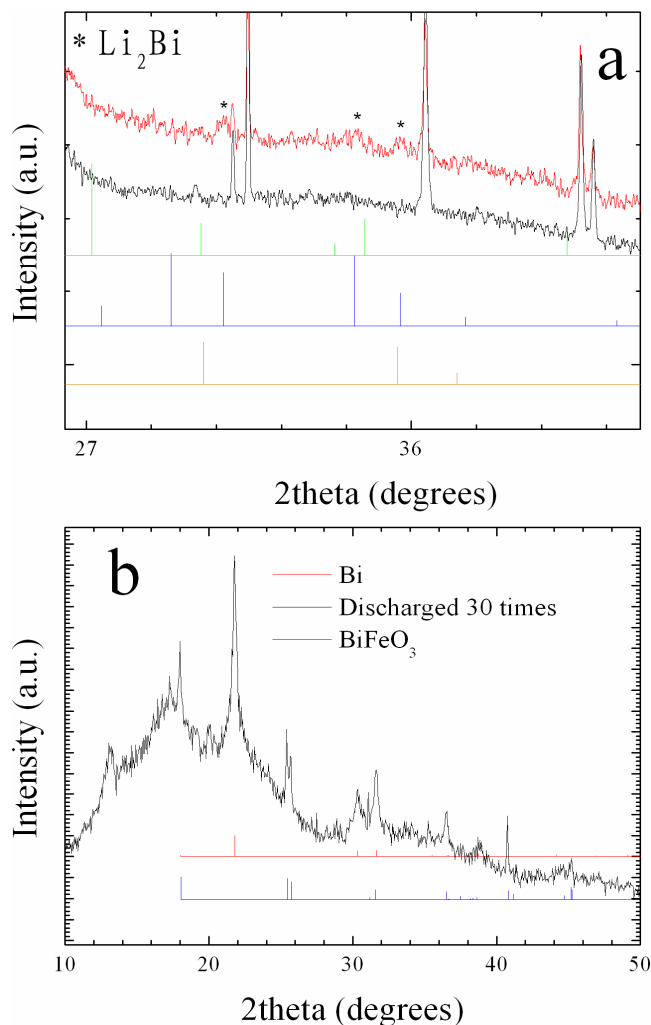 * Li2Bi
a
Intensity (a.u.)
27 36
2theta (degrees)
b
Bi
Discharged 30 times
BiFeO3
Intensity (a.u.)
10 20 30 40 50
2theta (degrees)